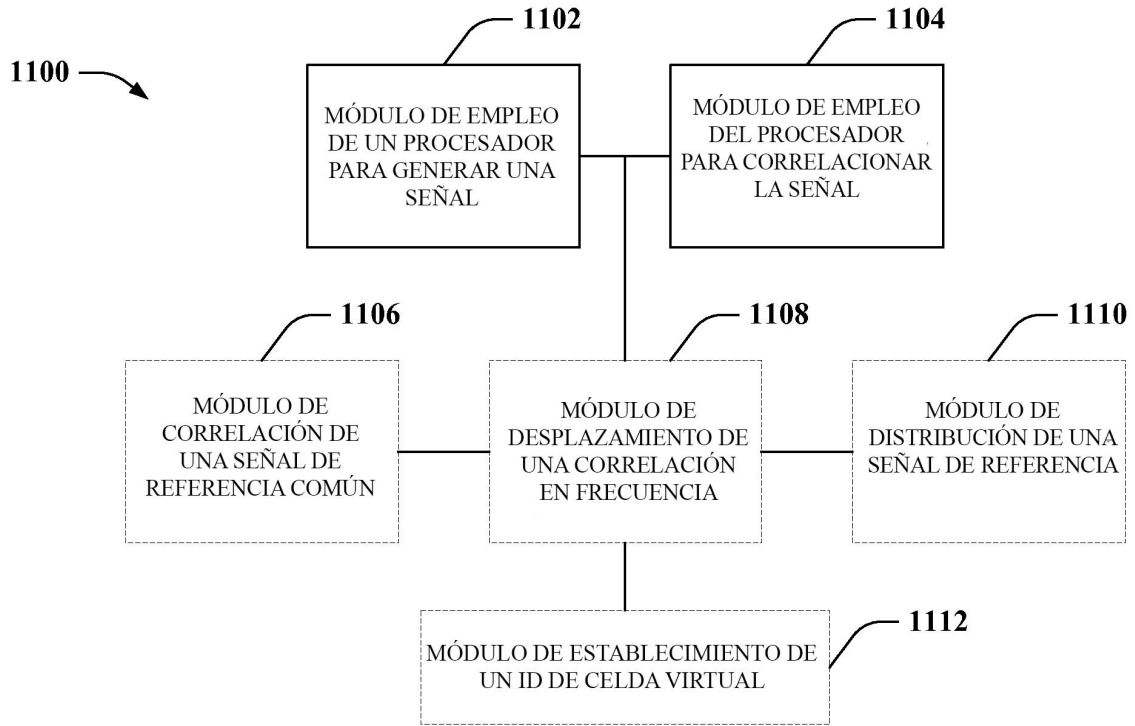 1102
1104
1100
MÓDULO DE EMPLEO
DE UN PROCESADOR
PARA GENERAR UNA
SEÑAL
MÓDULO DE EMPLEO
DEL PROCESADOR
PARA CORRELACIONAR
LA SEÑAL
1106
1108
1110
MÓDULO DE
CORRELACIÓN DE
UNA SEÑAL DE
REFERENCIA COMÚN
MÓDULO DE
DESPLAZAMIENTO DE
UNA CORRELACIÓN
EN FRECUENCIA
MÓDULO DE
DISTRIBUCIÓN DE UNA
SEÑAL DE REFERENCIA
1112
MÓDULO DE ESTABLECIMIENTO DE
UN ID DE CELDA VIRTUAL